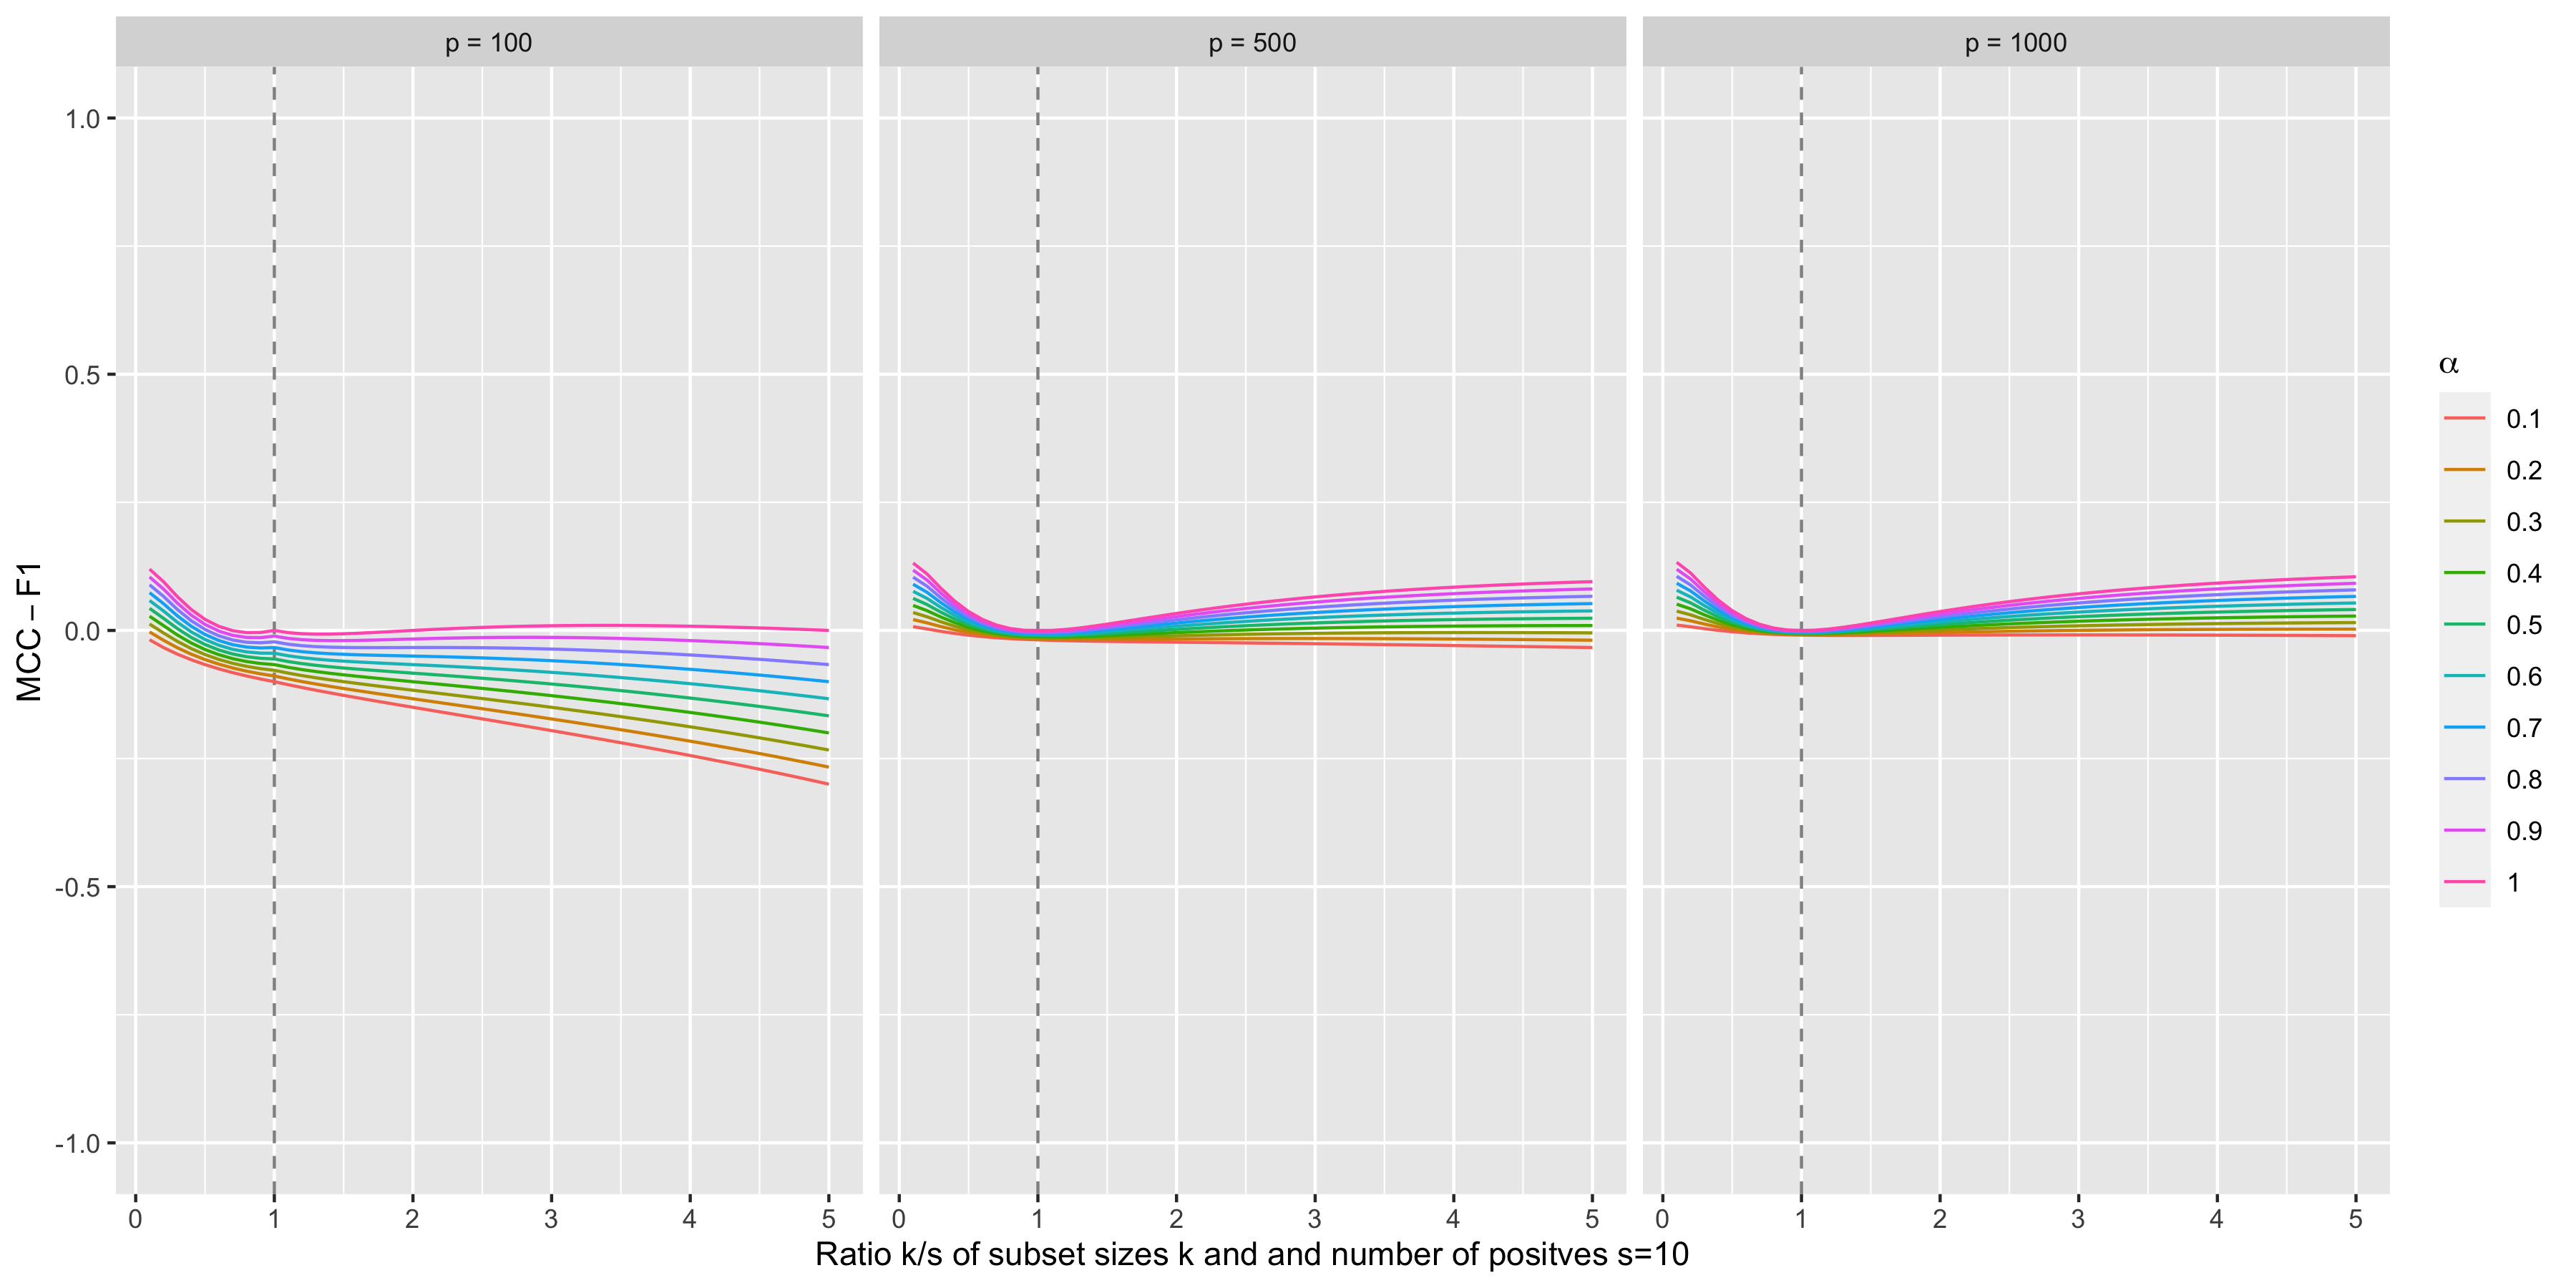 p = 100
p = 500
p = 1000
1.0
0.5
0.0
-0.5
-1.0
MCC – F1
0 1 2 3 4 5
0 1 2 3 4 5
0 1 2 3 4 5
Ratio k/s of subset sizes k and and number of positves s=10
α
0.1
0.2
0.3
0.4
0.5
0.6
0.7
0.8
0.9
1